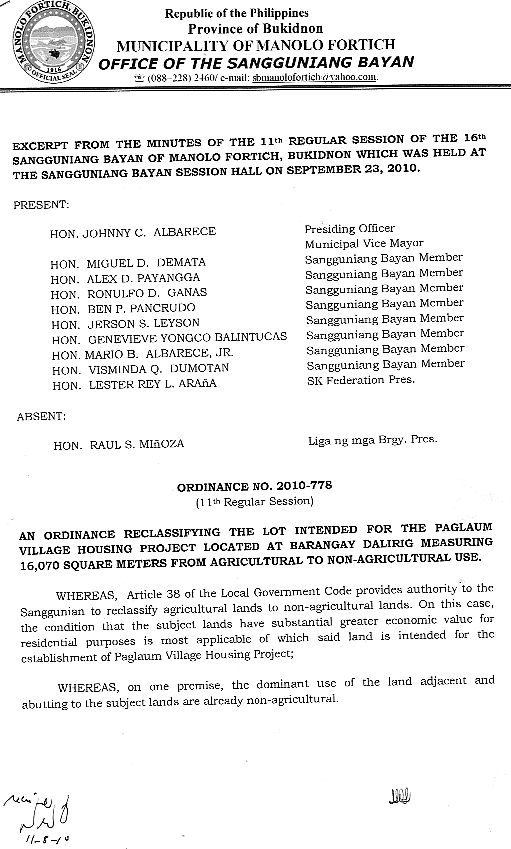 MANOLO FORTICH, BUKIDNON
OFFICIAL SEAL
Republic of the Philippines
Province of Bukidnon
MUNICIPALITY OF MANOLO FORTICH
OFFICE OF THE SANGGUNIANG BAYAN
☏ (088-228) 2460/ e-mail: sbmanolofortich@yahoo.com.
EXCERPT FROM THE MINUTES OF THE 11th REGULAR SESSION OF THE 16th
SANGGUNIANG BAYAN OF MANOLO FORTICH, BUKIDNON WHICH WAS HELD AT
THE SANGGUNIANG BAYAN SESSION HALL ON SEPTEMBER 23, 2010.
PRESENT:
HON. JOHNNY C. ALBARECE Presiding Officer
Municipal Vice Mayor
HON. MIGUEL D. DEMATA Sangguniang Bayan Member
HON. ALEX D. PAYANGGA Sangguniang Bayan Member
HON. RONULFO D. GANAS Sangguniang Bayan Member
HON. BEN P. PANCRUDO Sangguniang Bayan Member
HON. JERSON S. LEYSON Sangguniang Bayan Member
HON. GENEVIEVE YONGCO BALINTUCAS Sangguniang Bayan Member
HON. MARIO B. ALBARECE, JR. Sangguniang Bayan Member
HON. VISMINDA Q. DUMOTAN Sangguniang Bayan Member
HON. LESTER REY L. ARAñA SK Federation Pres.
ABSENT:
HON. RAUL S. MIñOZA Liga ng mga Brgy. Pres.
ORDINANCE NO. 2010-778
(11th Regular Session)
AN ORDINANCE RECLASSIFYING THE LOT INTENDED FOR THE PAGLAUM
VILLAGE HOUSING PROJECT LOCATED AT BARANGAY DALIRIG MEASURING
16,070 SQUARE METERS FROM AGRICULTURAL TO NON-AGRICULTURAL USE.
WHEREAS, Article 38 of the Local Government Code provides authority to the
Sanggunian to reclassify agricultural lands to non-agricultural lands. On this case,
the condition that the subject lands have substantial greater economic value for
residential purposes is most applicable of which said land is intended for the
establishment of Paglaum Village Housing Project;
WHEREAS, on one premise, the dominant use of the land adjacent and
abutting to the subject lands are already non-agricultural.
11-8-10